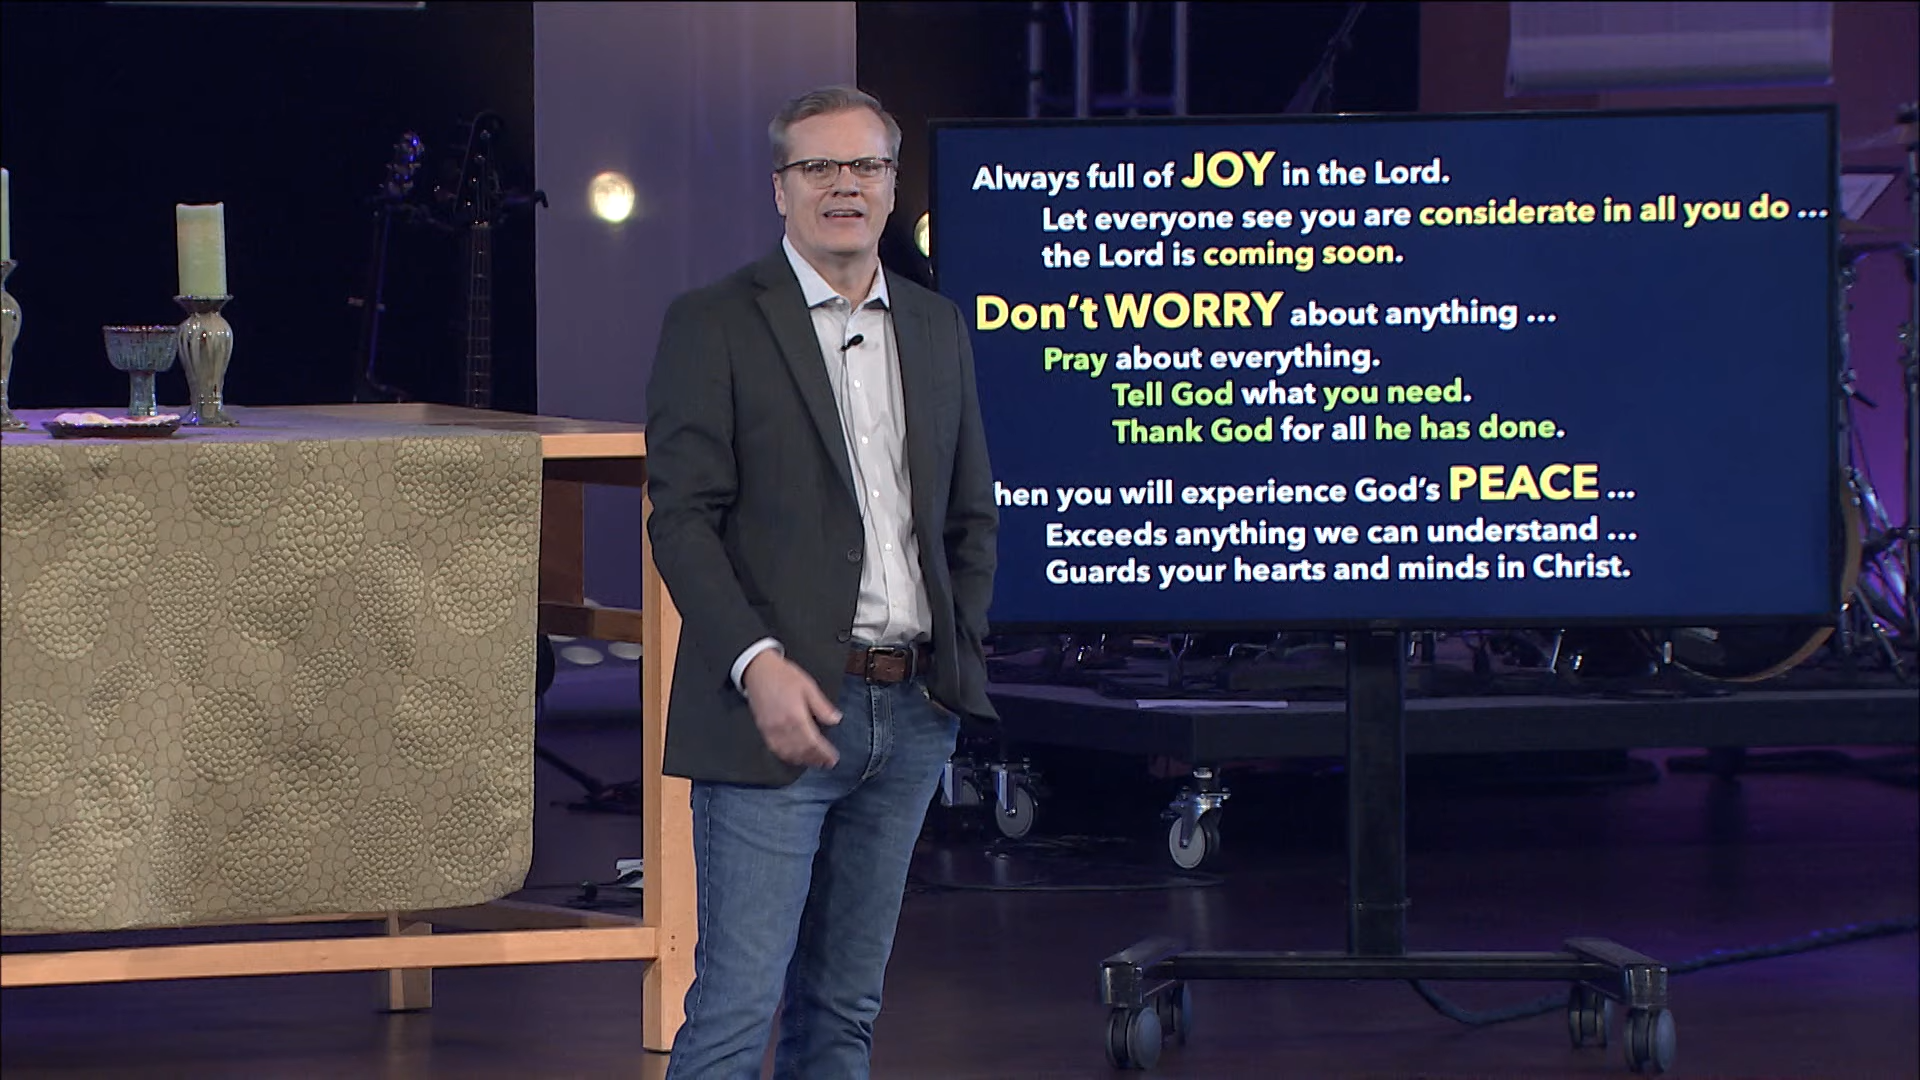 Always full of JOY in the Lord.
Let everyone see you are considerate in all you do ...
the Lord is coming soon.
Don't WORRY about anything ...
Pray about everything.
Tell God what you need.
Thank God for all he has done.
hen you will experience God's PEACE ...
Exceeds anything we can understand ...
Guards your hearts and minds in Christ.